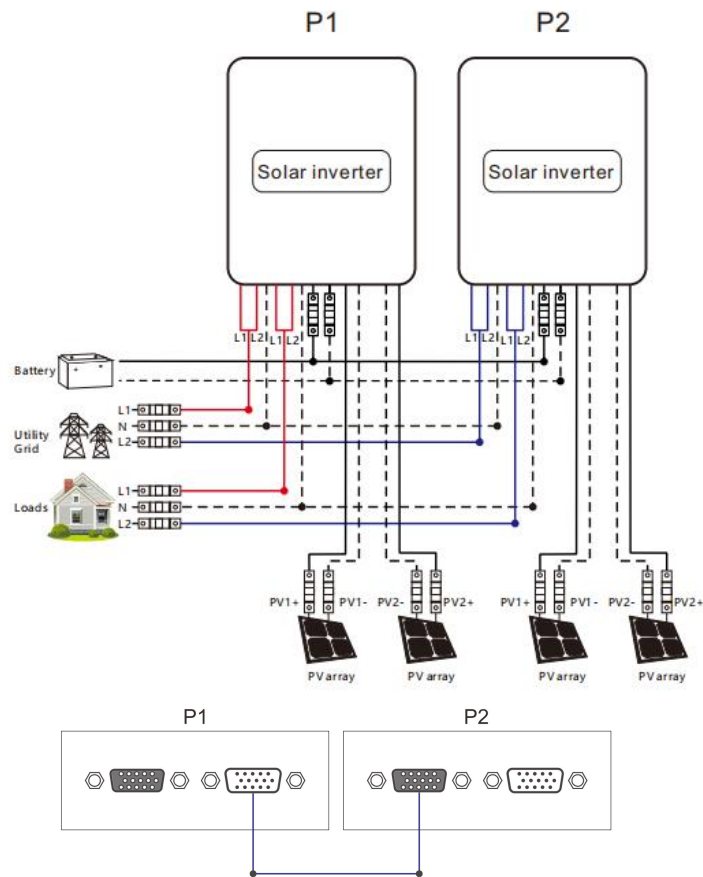 P1 P2
Solar inverter Solar inverter
L1 L2 L1 L2 L1 L2 L1 L2
Battery
L1
Utility N
Grid L2
L1
Loads N
L2
PV1+ PV1- PV2- PV2+ PV1+ PV1- PV2- PV2+
PV array PV array PV array PV array
P1 P2